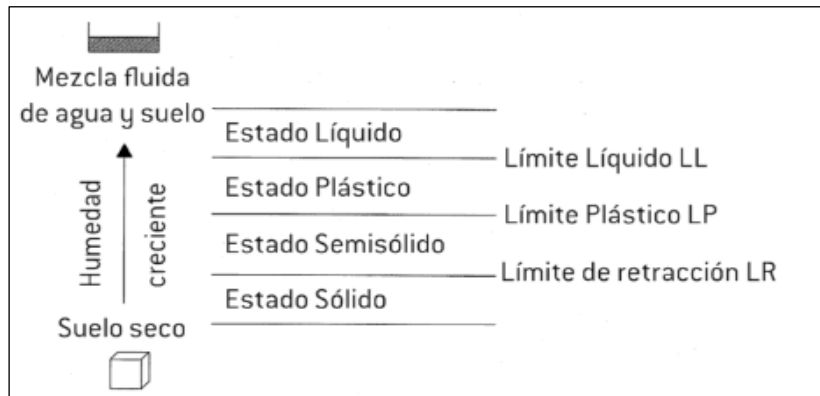 Mezcla fluida
de agua y suelo
Estado Líquido
Límite Líquido LL
Estado Plástico
Límite Plástico LP
Humedad
creciente
Estado Semisólido
Límite de retracción LR
Estado Sólido
Suelo seco